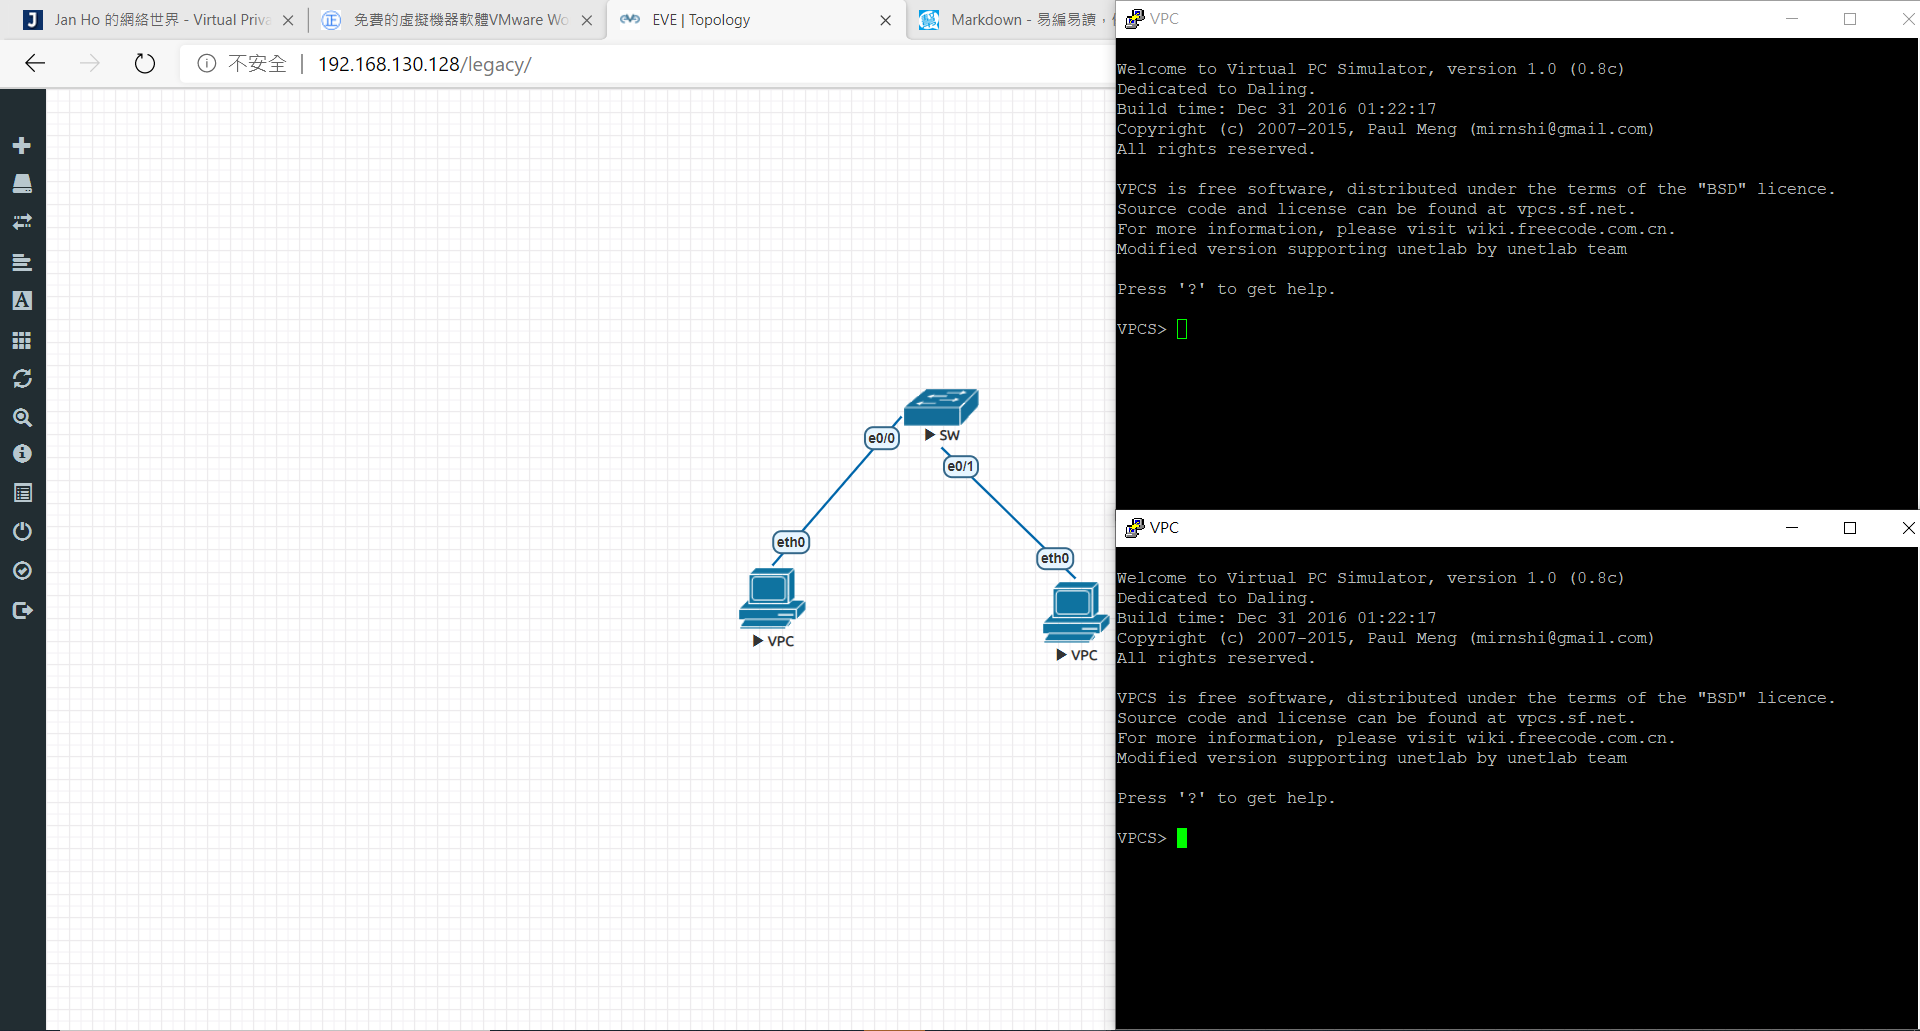 Jan Ho 的網絡世界 - Virtual Priva
免費的虛擬機器軟體VMware Wo
EVE | Topology
Markdown - 易編易讀，
不安全 | 192.168.130.128/legacy/
SW
e0/0
e0/1
eth0
eth0
VPC
VPC
VPC
Welcome to Virtual PC Simulator, version 1.0 (0.8c)
Dedicated to Daling.
Build time: Dec 31 2016 01:22:17
Copyright (c) 2007-2015, Paul Meng (mirnshi@gmail.com)
All rights reserved.
VPCS is free software, distributed under the terms of the "BSD" licence.
Source code and license can be found at vpcs.sf.net.
For more information, please visit wiki.freecode.com.cn.
Modified version supporting unetlab by unetlab team
Press '?' to get help.
VPCS>
VPC
Welcome to Virtual PC Simulator, version 1.0 (0.8c)
Dedicated to Daling.
Build time: Dec 31 2016 01:22:17
Copyright (c) 2007-2015, Paul Meng (mirnshi@gmail.com)
All rights reserved.
VPCS is free software, distributed under the terms of the "BSD" licence.
Source code and license can be found at vpcs.sf.net.
For more information, please visit wiki.freecode.com.cn.
Modified version supporting unetlab by unetlab team
Press '?' to get help.
VPCS>